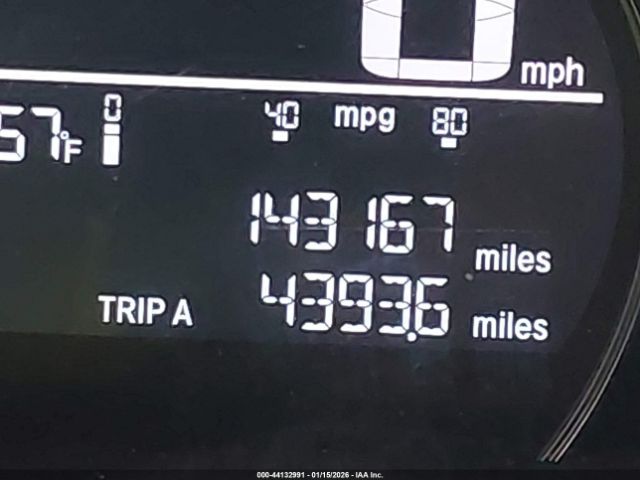 0 mph
57°F 0 40 mpg 80
143167 miles
TRIP A 4393.6 miles
000-44132991 - 01/15/2026 - IAA Inc.